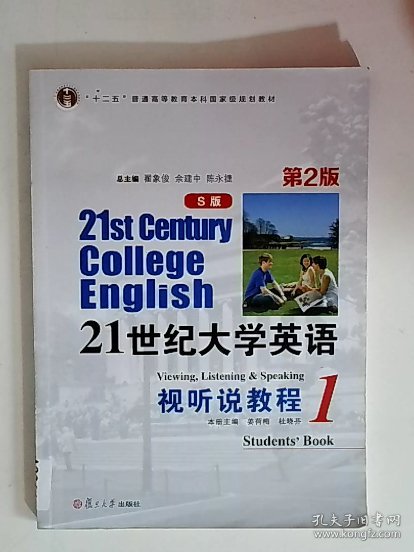 “十二五”普通高等教育本科国家级规划教材
总主编 翟象俊 余建中 陈永捷
第2版
S版
21st Century
College
English
21世纪大学英语
Viewing, Listening & Speaking
视听说教程 1
本册主编 姜荷梅 杜晓芬
Students' Book
复旦大学出版社
孔夫子旧书网
www.kongfz.com